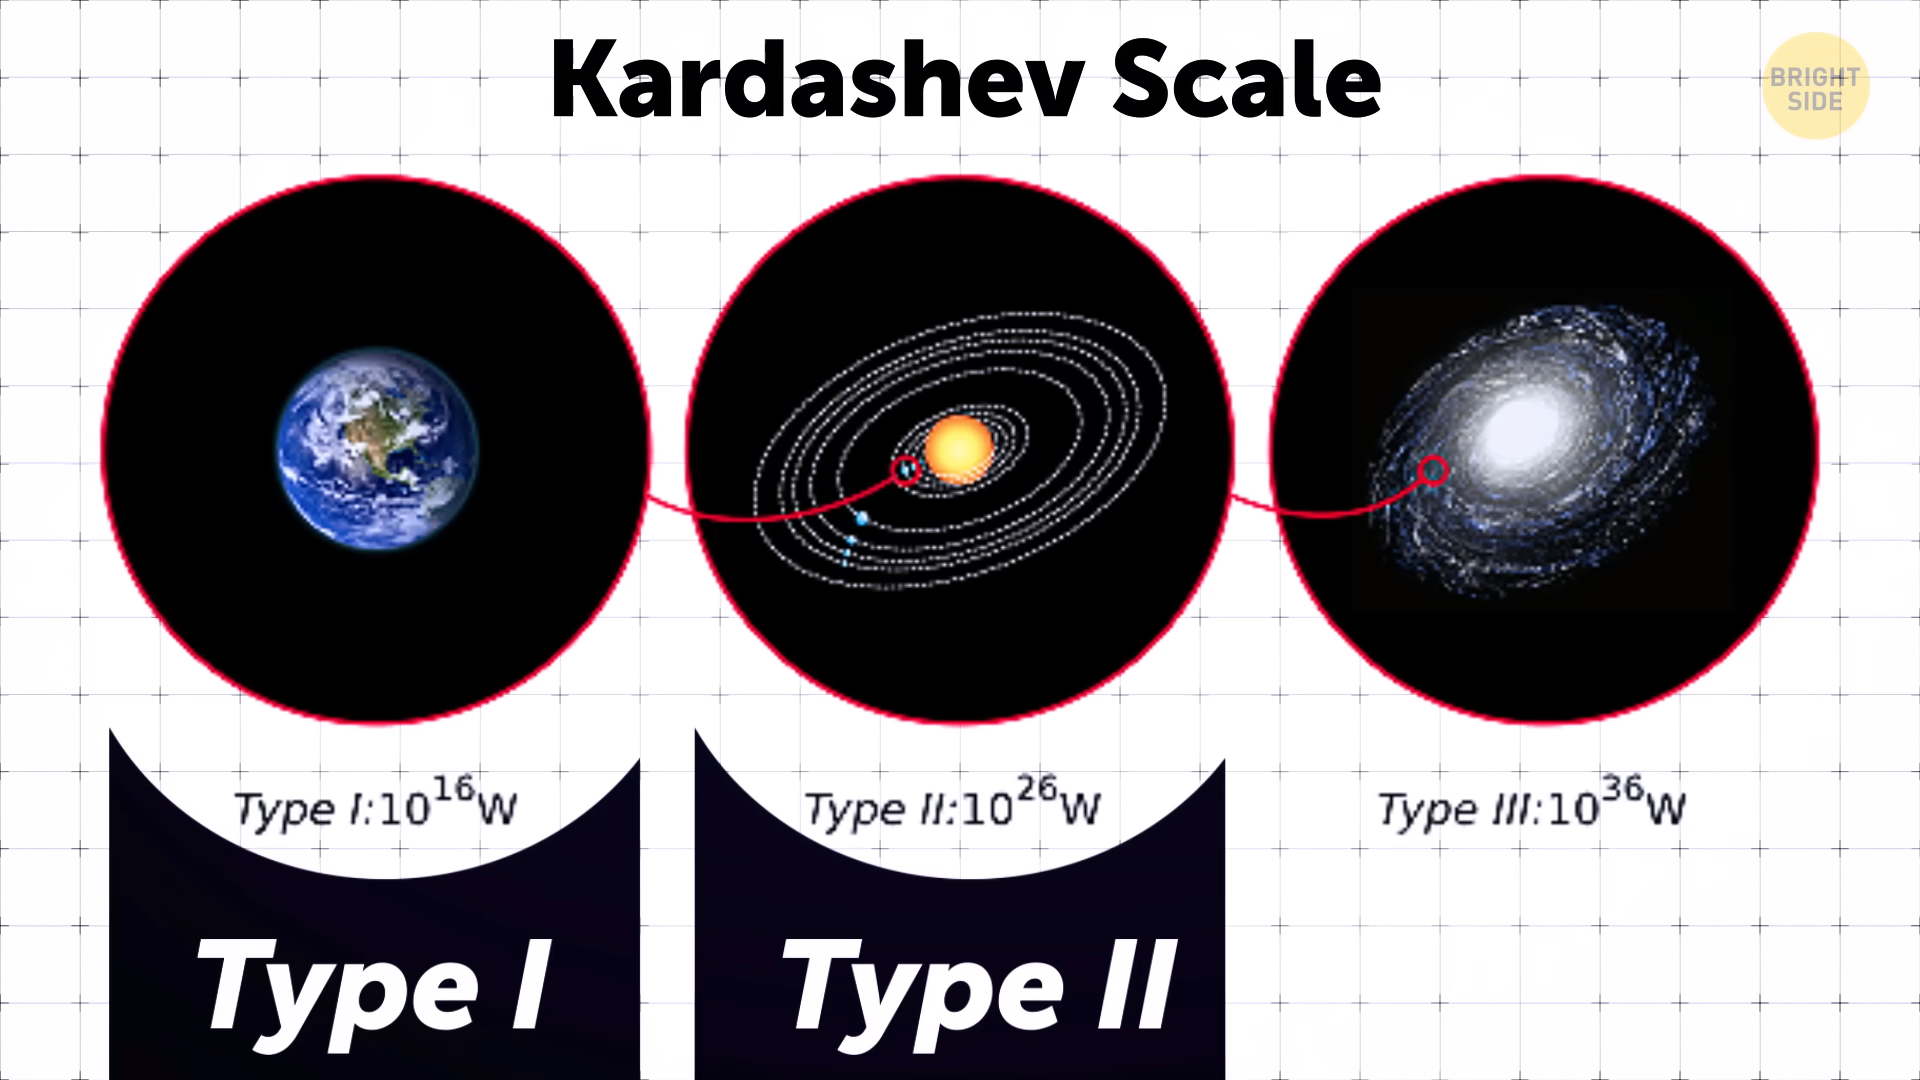 Kardashev Scale
BRIGHT
SIDE
Type I:10¹⁶W
Type II:10²⁶W
Type III:10³⁶W
Type I
Type II